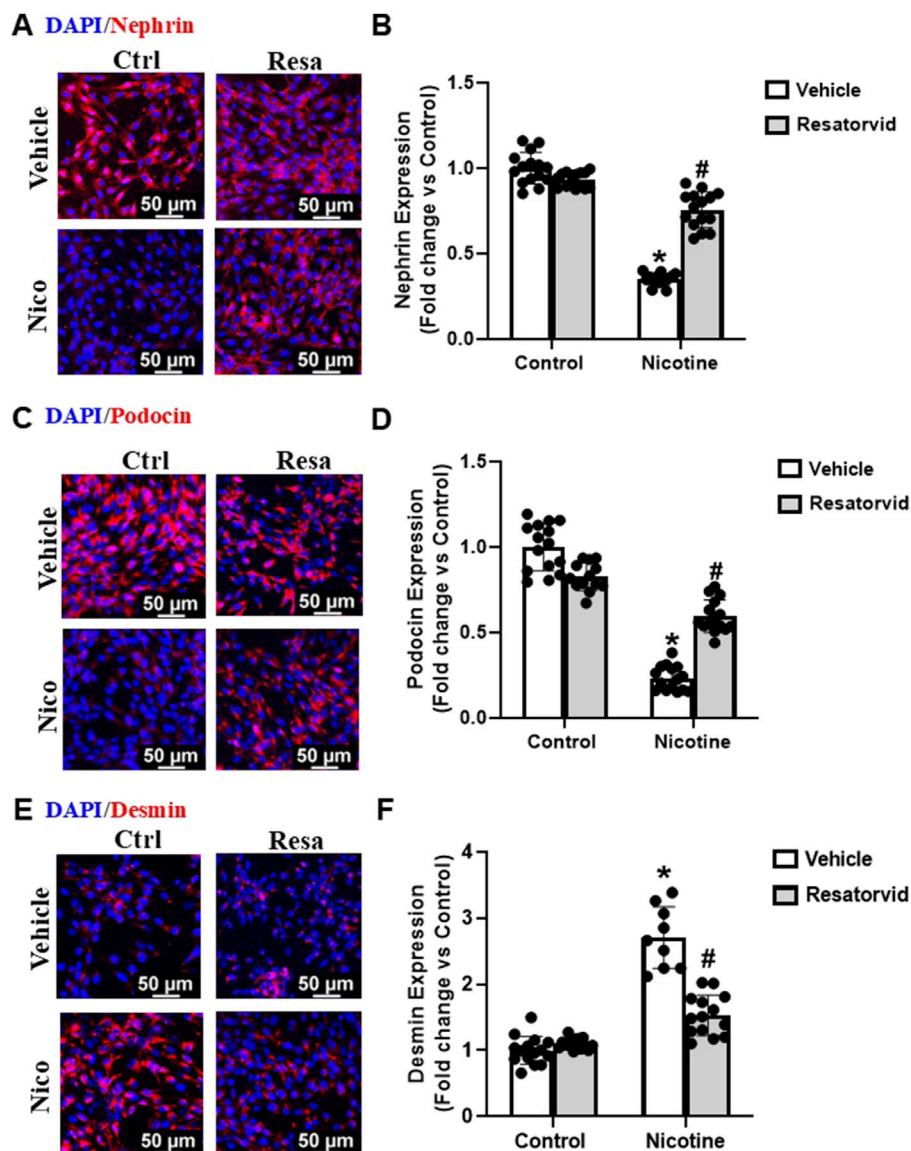 A DAPI/Nephrin
Ctrl Resa
Vehicle
50 µm 50 µm
Nico
50 µm 50 µm
B
Nephrin Expression
(Fold change vs Control)
1.5
1.0
0.5
0.0
#
*
Control Nicotine
Vehicle
Resatorvid
C DAPI/Podocin
Ctrl Resa
Vehicle
50 µm 50 µm
Nico
50 µm 50 µm
D
Podocin Expression
(Fold change vs Control)
1.5
1.0
0.5
0.0
#
*
Control Nicotine
Vehicle
Resatorvid
E DAPI/Desmin
Ctrl Resa
Vehicle
50 µm 50 µm
Nico
50 µm 50 µm
F
Desmin Expression
(Fold change vs Control)
4
3
2
1
0
*
#
Control Nicotine
Vehicle
Resatorvid